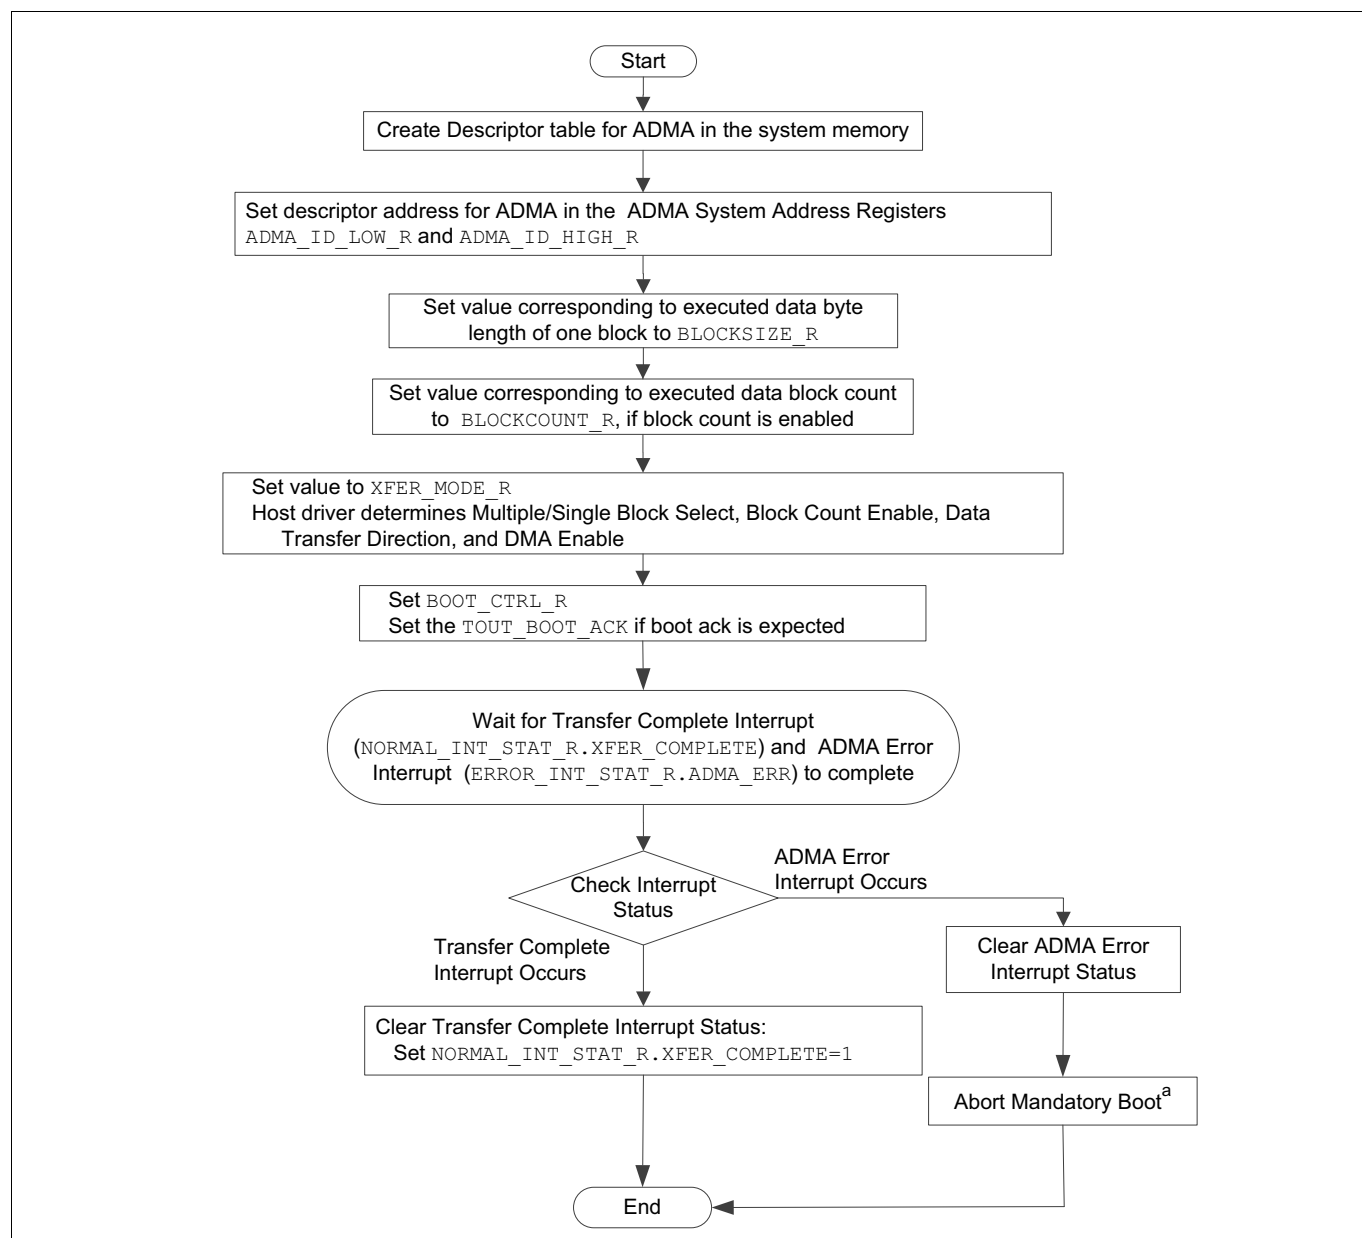 Start
Create Descriptor table for ADMA in the system memory
Set descriptor address for ADMA in the ADMA System Address Registers
ADMA_ID_LOW_R and ADMA_ID_HIGH_R
Set value corresponding to executed data byte
length of one block to BLOCKSIZE_R
Set value corresponding to executed data block count
to BLOCKCOUNT_R, if block count is enabled
Set value to XFER_MODE_R
Host driver determines Multiple/Single Block Select, Block Count Enable, Data
Transfer Direction, and DMA Enable
Set BOOT_CTRL_R
Set the TOUT_BOOT_ACK if boot ack is expected
Wait for Transfer Complete Interrupt
(NORMAL_INT_STAT_R.XFER_COMPLETE) and ADMA Error
Interrupt (ERROR_INT_STAT_R.ADMA_ERR) to complete
ADMA Error
Interrupt Occurs
Check Interrupt
Status
Transfer Complete
Interrupt Occurs
Clear ADMA Error
Interrupt Status
Clear Transfer Complete Interrupt Status:
Set NORMAL_INT_STAT_R.XFER_COMPLETE=1
Abort Mandatory Boot^a
End